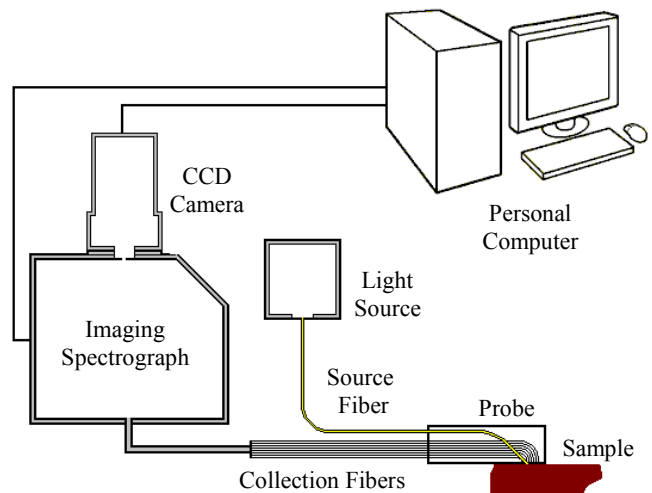 CCD
Camera
Personal
Computer
Light
Source
Imaging
Spectrograph
Source
Fiber
Probe
Sample
Collection Fibers